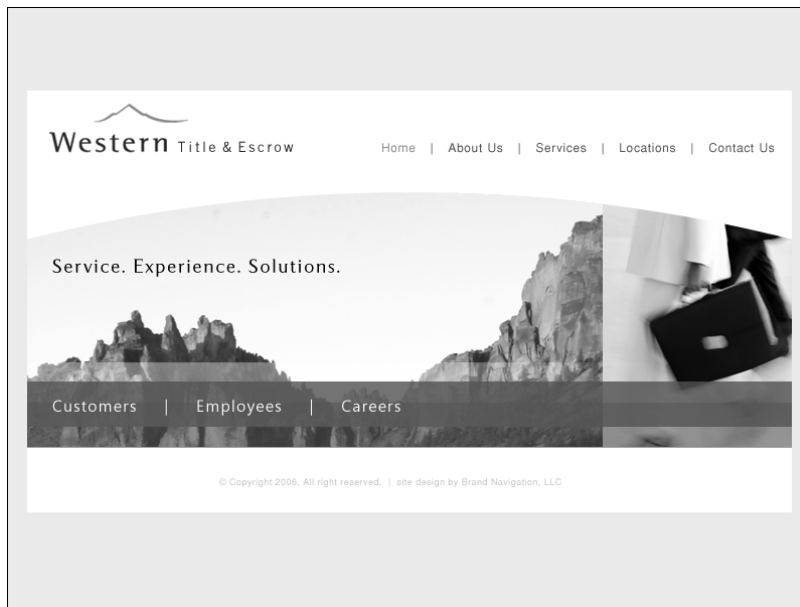 Western Title & Escrow
Home | About Us | Services | Locations | Contact Us
Service. Experience. Solutions.
Customers | Employees | Careers
© Copyright 2006. All right reserved. | site design by Brand Navigation, LLC